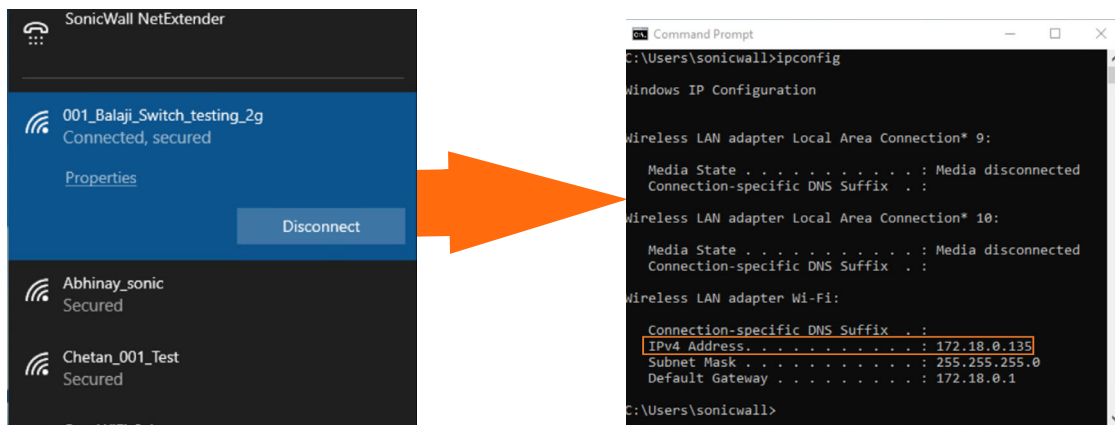 SonicWall NetExtender
001_Balaji_Switch_testing_2g
Connected, secured
Properties
Disconnect
Abhinay_sonic
Secured
Chetan_001_Test
Secured
Command Prompt
C:\Users\sonicwall>ipconfig
Windows IP Configuration
Wireless LAN adapter Local Area Connection* 9:
Media State . . . . . . . . . . . : Media disconnected
Connection-specific DNS Suffix . :
Wireless LAN adapter Local Area Connection* 10:
Media State . . . . . . . . . . . : Media disconnected
Connection-specific DNS Suffix . :
Wireless LAN adapter Wi-Fi:
Connection-specific DNS Suffix . :
IPv4 Address. . . . . . . . . . . : 172.18.0.135
Subnet Mask . . . . . . . . . . . : 255.255.255.0
Default Gateway . . . . . . . . . : 172.18.0.1
C:\Users\sonicwall>